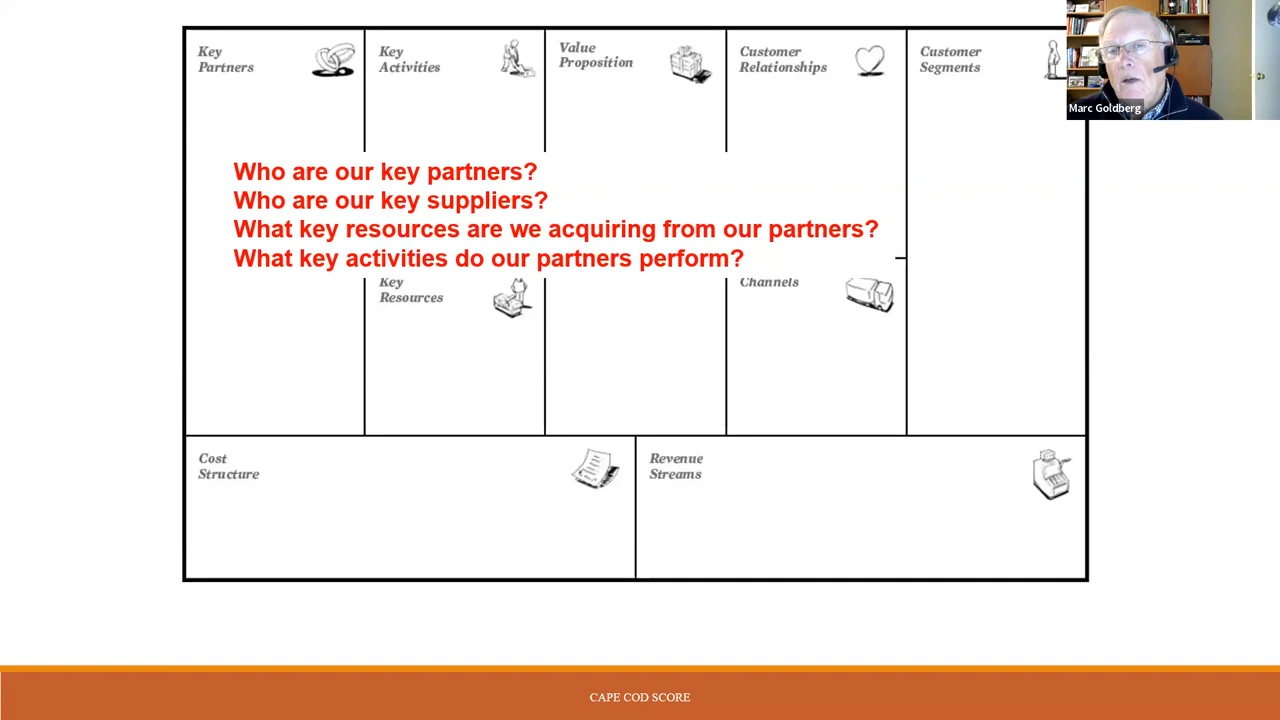 Key
Partners
Key
Activities
Value
Proposition
Customer
Relationships
Customer
Segments
Marc Goldberg
Who are our key partners?
Who are our key suppliers?
What key resources are we acquiring from our partners?
What key activities do our partners perform?
Key
Resources
Channels
Cost
Structure
Revenue
Streams
CAPE COD SCORE